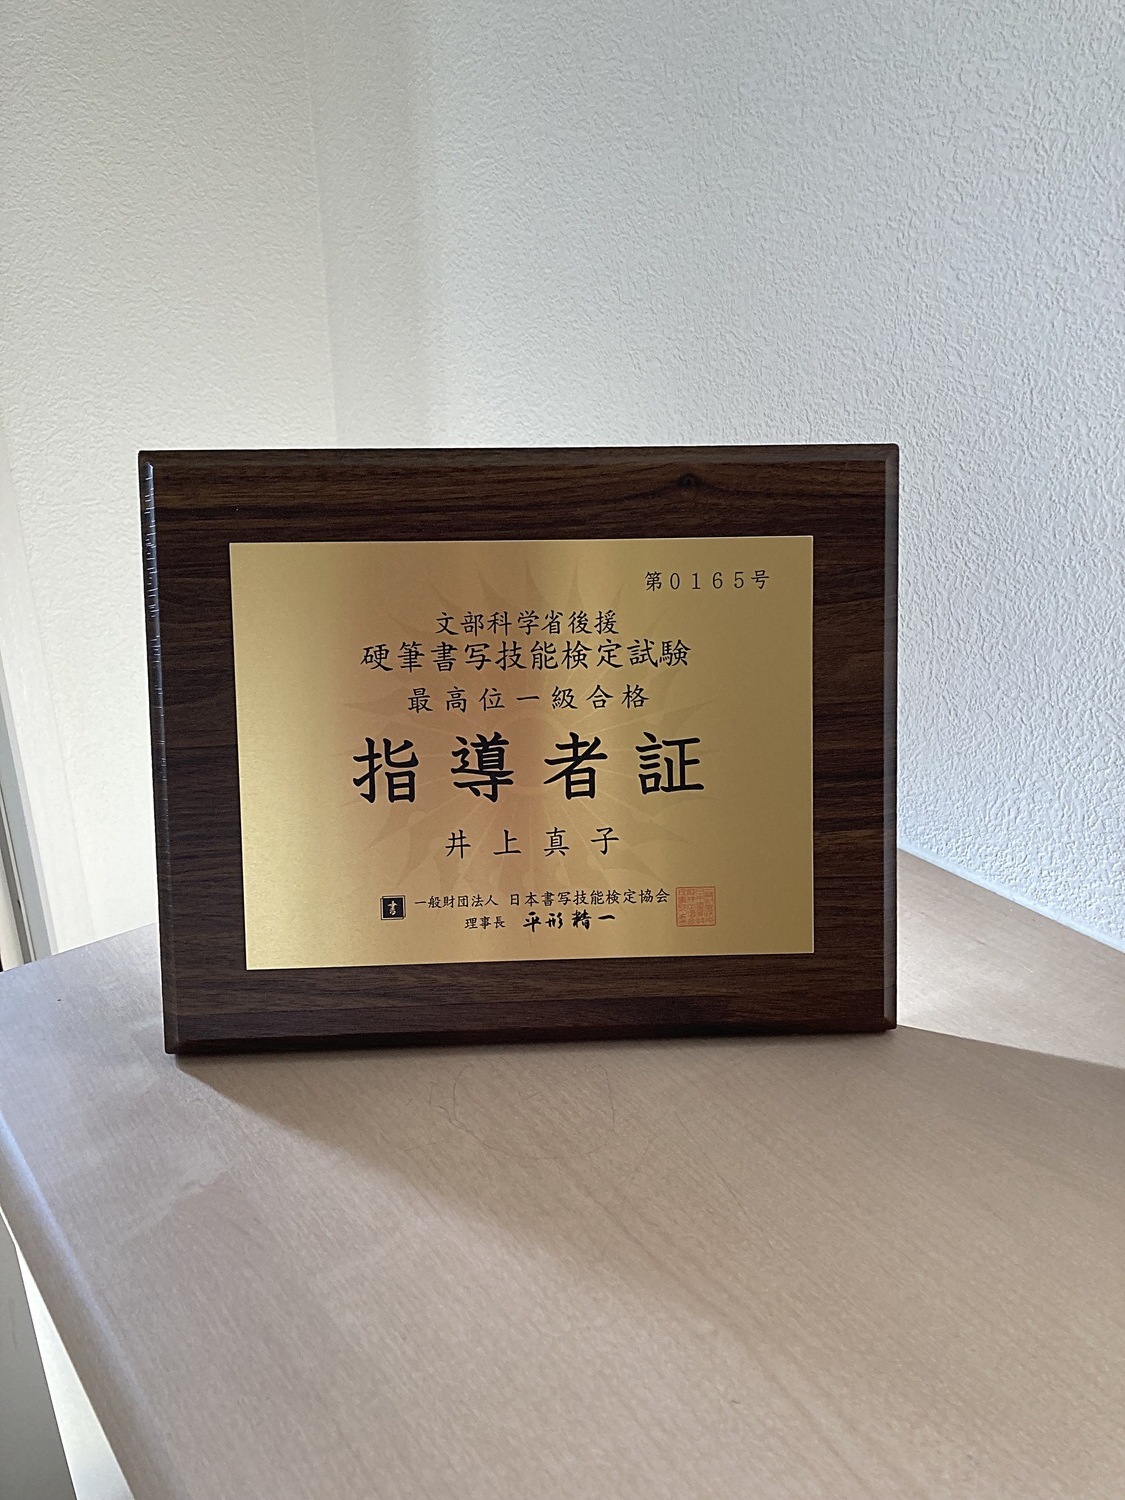 第0165号
文部科学省後援
硬筆書写技能検定試験
最高位一級合格
指導者証
井上真子
書 一般財団法人 日本書写技能検定協会
理事長 平形精一